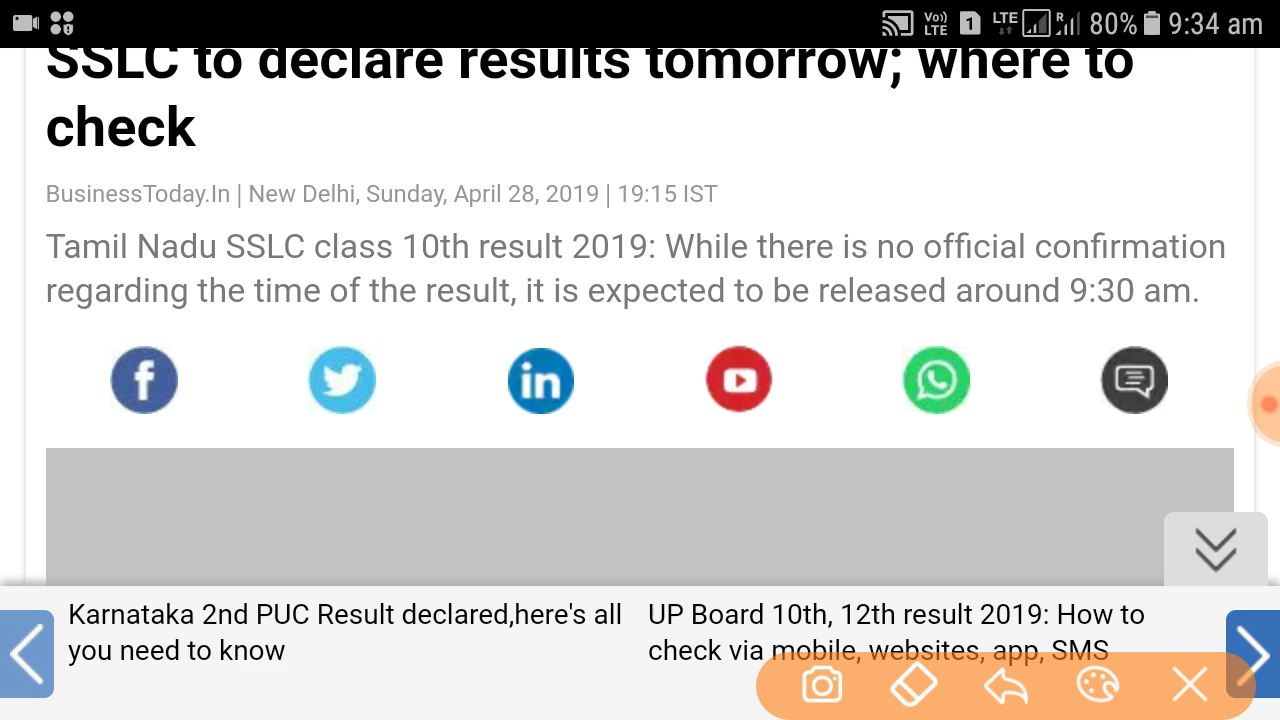 Vo)) LTE 1 LTE R 80% 9:34 am
SSLC to declare results tomorrow; where to
check
BusinessToday.In | New Delhi, Sunday, April 28, 2019 | 19:15 IST
Tamil Nadu SSLC class 10th result 2019: While there is no official confirmation
regarding the time of the result, it is expected to be released around 9:30 am.
f in
Karnataka 2nd PUC Result declared,here's all
you need to know
UP Board 10th, 12th result 2019: How to
check via mobile, websites, app, SMS